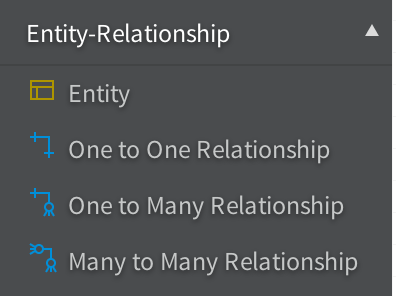 Entity-Relationship
Entity
One to One Relationship
One to Many Relationship
Many to Many Relationship